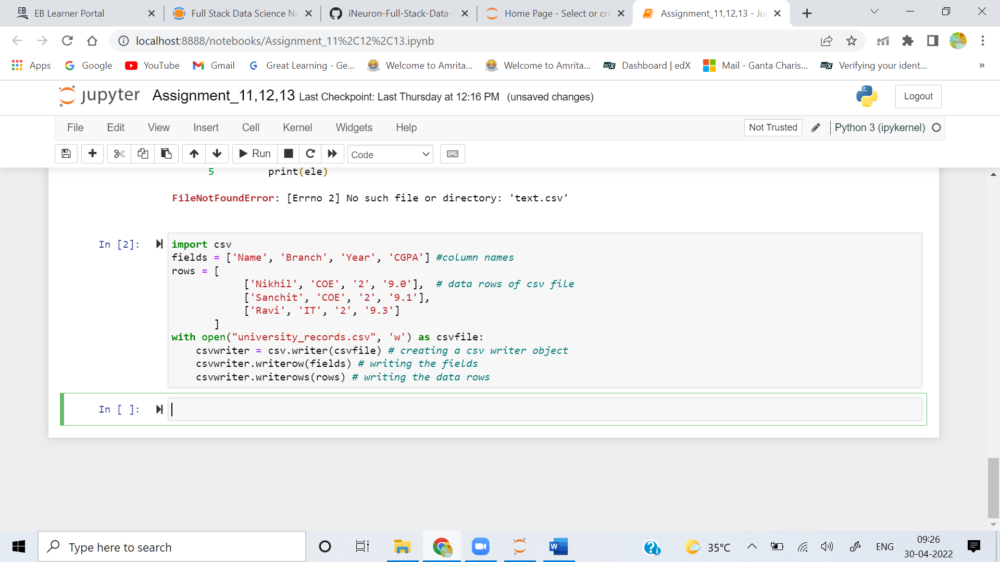 EB Learner Portal
Full Stack Data Science No
iNeuron-Full-Stack-Data-S
Home Page - Select or cre
Assignment_11,12,13 - Ju
localhost:8888/notebooks/Assignment_11%2C12%2C13.ipynb
Apps
Google
YouTube
Gmail
Great Learning - Ge...
Welcome to Amrita...
Welcome to Amrita...
Dashboard | edX
Mail - Ganta Charis...
Verifying your ident...
»
jupyter Assignment_11,12,13 Last Checkpoint: Last Thursday at 12:16 PM (unsaved changes)
Logout
File Edit View Insert Cell Kernel Widgets Help
Not Trusted
Python 3 (ipykernel)
Run
Code
5 print(ele)
FileNotFoundError: [Errno 2] No such file or directory: 'text.csv'
In [2]:
import csv
fields = ['Name', 'Branch', 'Year', 'CGPA'] #column names
rows = [
['Nikhil', 'COE', '2', '9.0'], # data rows of csv file
['Sanchit', 'COE', '2', '9.1'],
['Ravi', 'IT', '2', '9.3']
]
with open("university_records.csv", 'w') as csvfile:
csvwriter = csv.writer(csvfile) # creating a csv writer object
csvwriter.writerow(fields) # writing the fields
csvwriter.writerows(rows) # writing the data rows
In [ ]:
Type here to search
35°C
ENG
09:26
30-04-2022